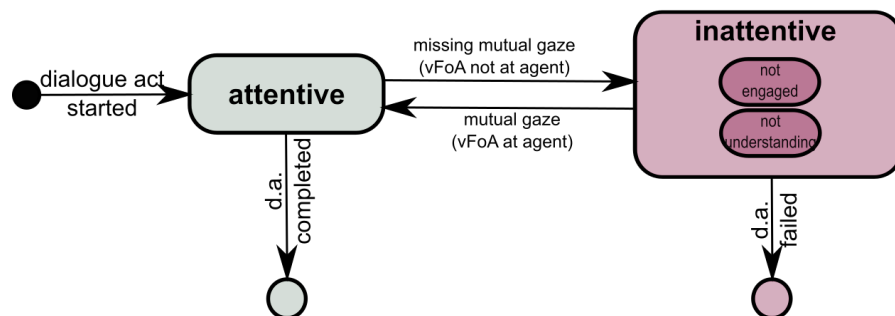 dialogue act
started
attentive
missing mutual gaze
(vFoA not at agent)
mutual gaze
(vFoA at agent)
inattentive
not
engaged
not
understanding
d.a.
completed
d.a.
failed